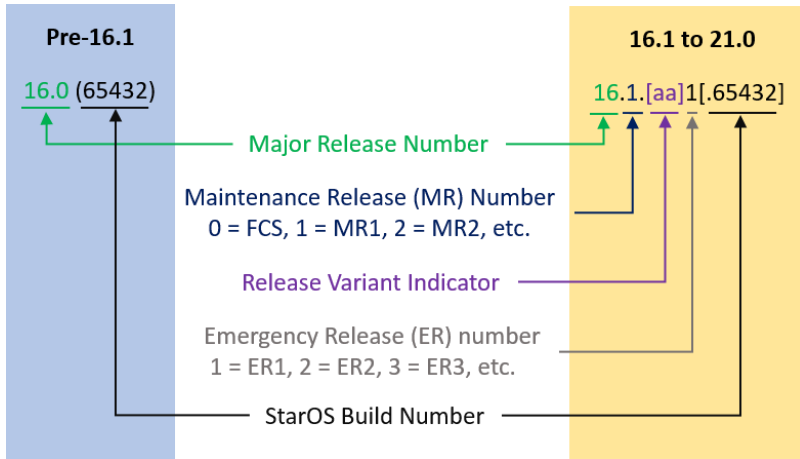 Pre-16.1
16.1 to 21.0
16.0 (65432)
16.1.[aa]1[.65432]
Major Release Number
Maintenance Release (MR) Number
0 = FCS, 1 = MR1, 2 = MR2, etc.
Release Variant Indicator
Emergency Release (ER) number
1 = ER1, 2 = ER2, 3 = ER3, etc.
StarOS Build Number